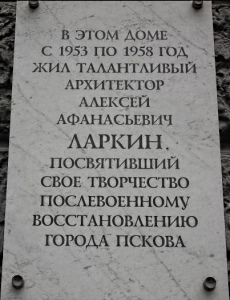 В ЭТОМ ДОМЕ
С 1953 ПО 1958 ГОД
ЖИЛ ТАЛАНТЛИВЫЙ
АРХИТЕКТОР
АЛЕКСЕЙ
АФАНАСЬЕВИЧ
ЛАРКИН,
ПОСВЯТИВШИЙ
СВОЕ ТВОРЧЕСТВО
ПОСЛЕВОЕННОМУ
ВОССТАНОВЛЕНИЮ
ГОРОДА ПСКОВА